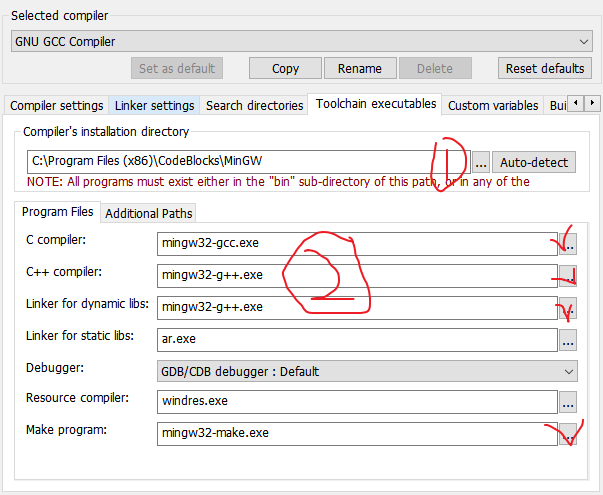 Selected compiler
GNU GCC Compiler
Set as default Copy Rename Delete Reset defaults
Compiler settings Linker settings Search directories Toolchain executables Custom variables Bui
Compiler's installation directory
C:\Program Files (x86)\CodeBlocks\MinGW ... Auto-detect
NOTE: All programs must exist either in the "bin" sub-directory of this path, or in any of the
1
Program Files Additional Paths
C compiler: mingw32-gcc.exe ...
C++ compiler: mingw32-g++.exe ...
2
Linker for dynamic libs: mingw32-g++.exe ...
Linker for static libs: ar.exe ...
Debugger: GDB/CDB debugger : Default
Resource compiler: windres.exe ...
Make program: mingw32-make.exe ...